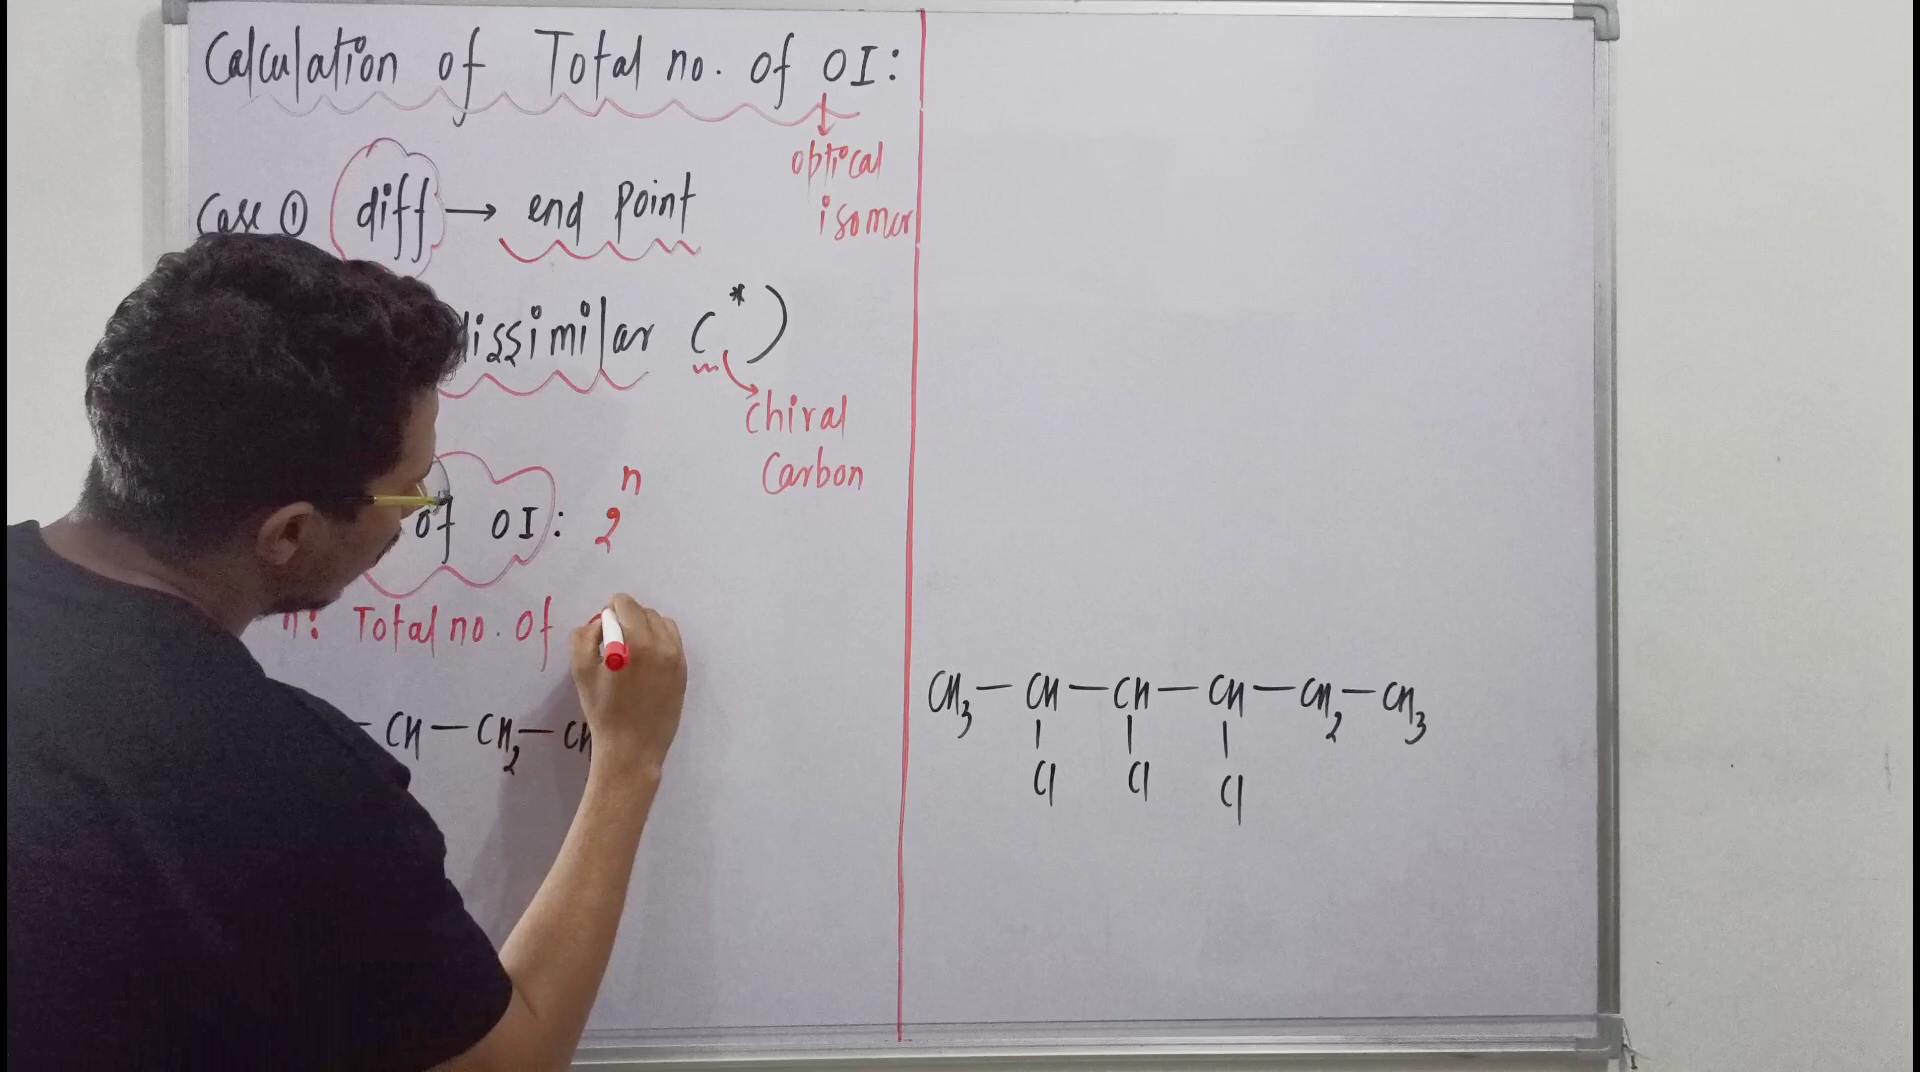 Calculation of Total no. of OI:
optical
isomer
Case ① diff → end point
dissimilar (C*)
chiral
carbon
of OI: 2ⁿ
n: Total no. of
— CH — CH₂ — CH
CH₃ — CH — CH — CH — CH₂ — CH₃
Cl Cl Cl